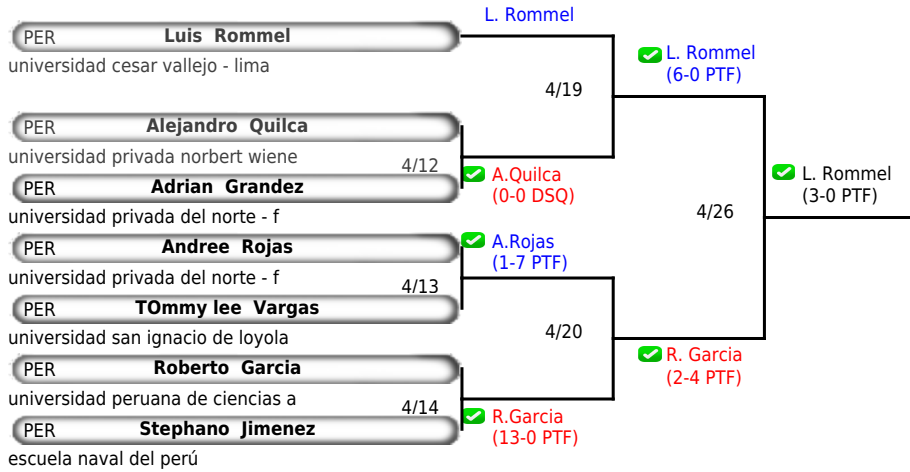 L. Rommel
PER Luis Rommel
universidad cesar vallejo - lima
L. Rommel
(6-0 PTF)
4/19
PER Alejandro Quilca
universidad privada norbert wiene
4/12
PER Adrian Grandez
A.Quilca
(0-0 DSQ)
universidad privada del norte - f
L. Rommel
(3-0 PTF)
4/26
PER Andree Rojas
A.Rojas
(1-7 PTF)
universidad privada del norte - f
4/13
PER TOmmy lee Vargas
universidad san ignacio de loyola
4/20
R. Garcia
(2-4 PTF)
PER Roberto Garcia
universidad peruana de ciencias a
4/14
PER Stephano Jimenez
R.Garcia
(13-0 PTF)
escuela naval del perú